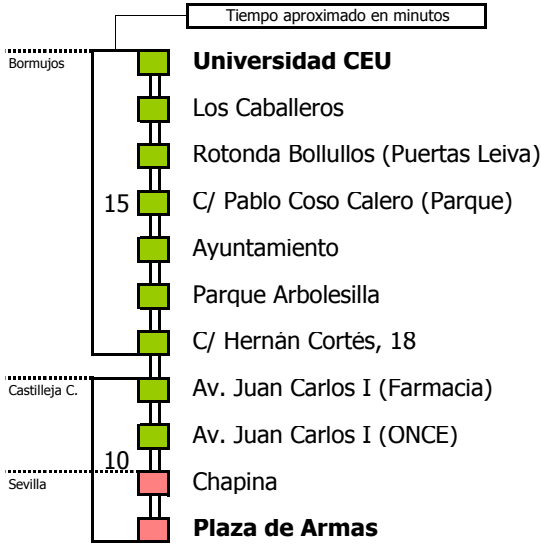 Tiempo aproximado en minutos
Bormujos
Universidad CEU
Los Caballeros
Rotonda Bollullos (Puertas Leiva)
15
C/ Pablo Coso Calero (Parque)
Ayuntamiento
Parque Arbolesilla
C/ Hernán Cortés, 18
Castilleja C.
Av. Juan Carlos I (Farmacia)
Av. Juan Carlos I (ONCE)
10
Sevilla
Chapina
Plaza de Armas